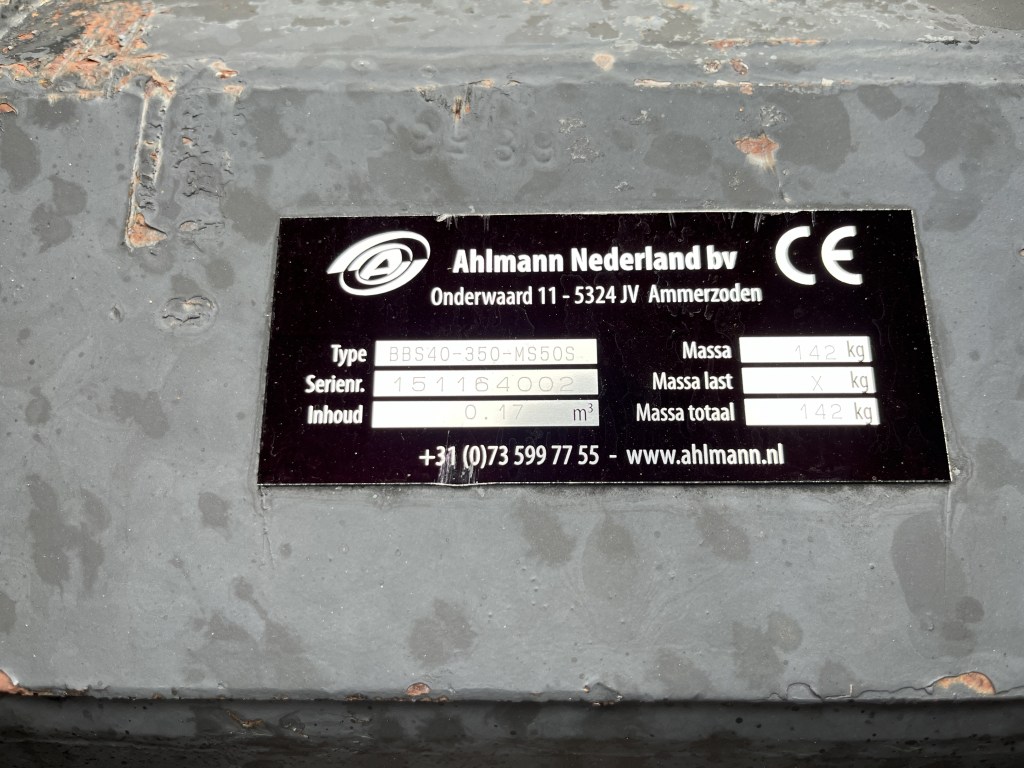 Ahlmann Nederland bv CE
Onderwaard 11 - 5324 JV Ammerzoden
Type BBS40-350-MS50S Massa 142 kg
Serienr. 151164002 Massa last X kg
Inhoud 0.17 m³ Massa totaal 142 kg
+31 (0)73 599 77 55 - www.ahlmann.nl